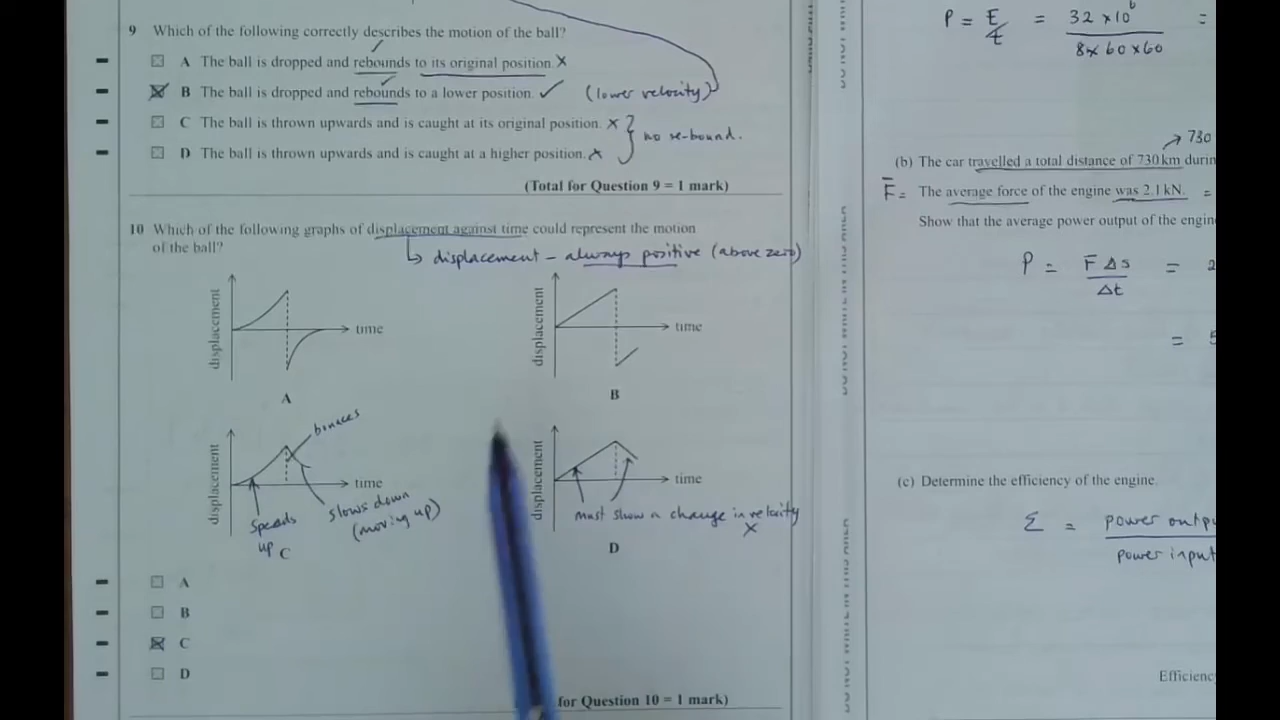 9 Which of the following correctly describes the motion of the ball?
A The ball is dropped and rebounds to its original position. ×
B The ball is dropped and rebounds to a lower position. ✓ (lower velocity)
C The ball is thrown upwards and is caught at its original position. ×
D The ball is thrown upwards and is caught at a higher position. ×
} no re-bound.
(Total for Question 9 = 1 mark)
10 Which of the following graphs of displacement against time could represent the motion
of the ball?
↳ displacement – always positive (above zero)
displacement
time
A
displacement
time
B
displacement
time
bounces
speeds
up
slows down
(moving up)
C
displacement
time
must show a change in velocity
×
D
A
B
C
D
for Question 10 = 1 mark)
P = E/t = 32 × 10⁶ / 8 × 60 × 60 =
→ 730
(b) The car travelled a total distance of 730 km
F̅ = The average force of the engine was 2.1 kN. =
Show that the average power output of the
P = F Δs / Δt = 2
=
(c) Determine the efficiency of the engine.
Σ = power / power input